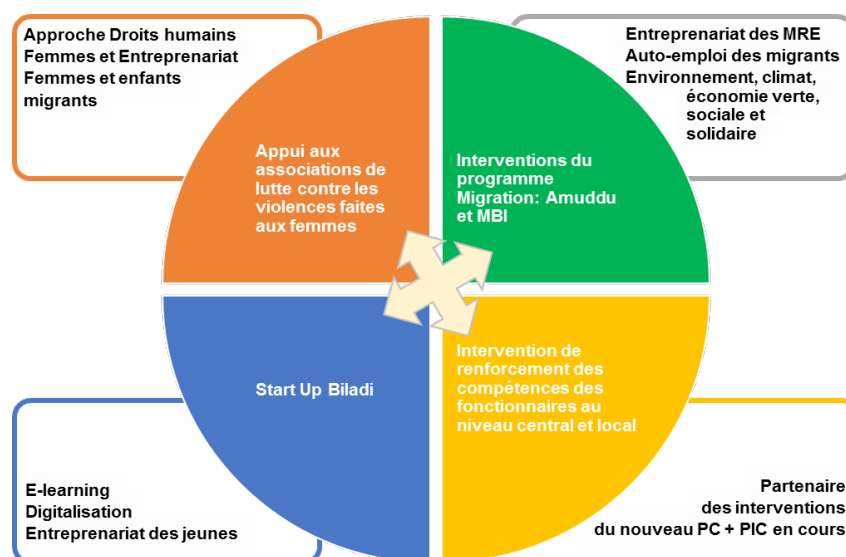 Approche Droits humains
Femmes et Entreprenariat
Femmes et enfants
migrants
Entreprenariat des MRE
Auto-emploi des migrants
Environnement, climat,
économie verte,
sociale et
solidaire
Appui aux
associations de
lutte contre les
violences faites
aux femmes
Interventions du
programme
Migration: Amuddu
et MBI
Start Up Biladi
Intervention de
renforcement des
compétences des
fonctionnaires au
niveau central et local
E-learning
Digitalisation
Entreprenariat des jeunes
Partenaire
des interventions
du nouveau PC + PIC en cours